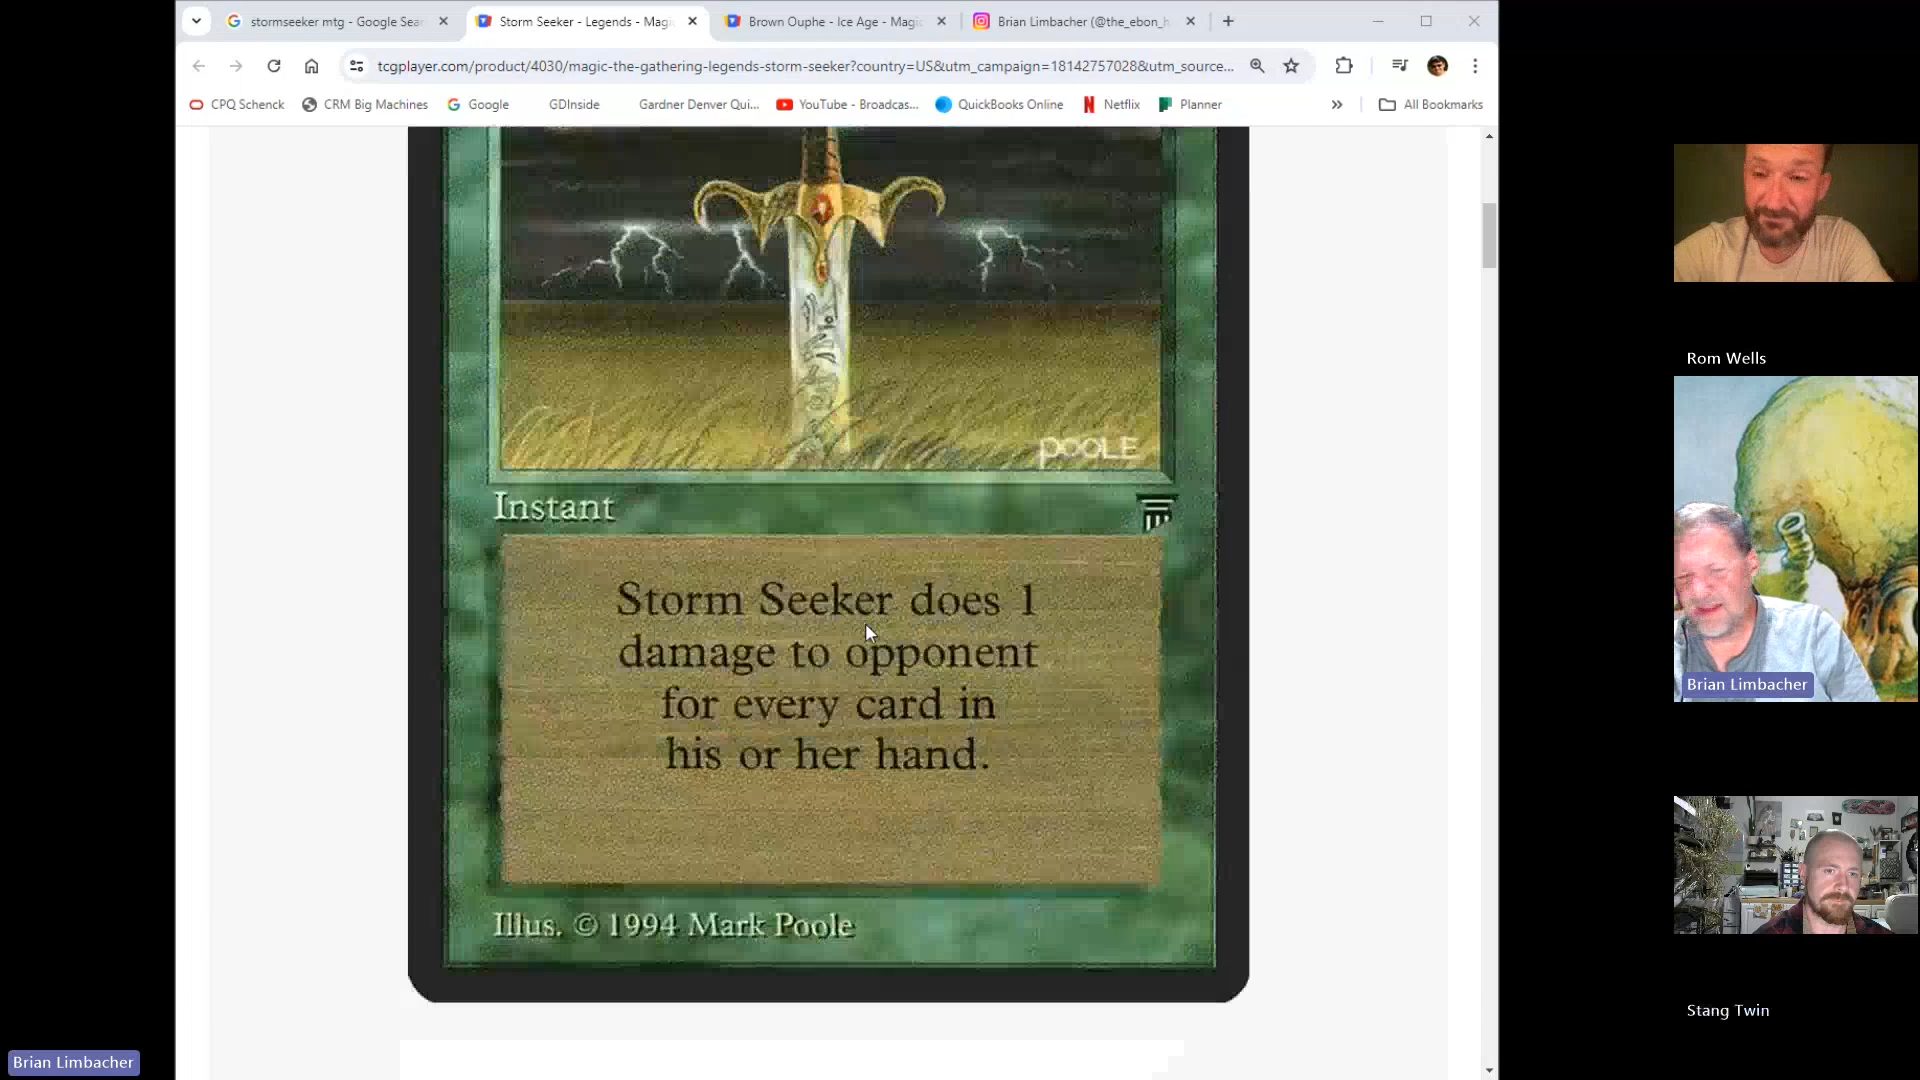 stormseeker mtg - Google Sear
Storm Seeker - Legends - Magi
Brown Ouphe - Ice Age - Magic
Brian Limbacher (@the_ebon_h
tcgplayer.com/product/4030/magic-the-gathering-legends-storm-seeker?country=US&utm_campaign=18142757028&utm_source...
CPQ Schenck
CRM Big Machines
Google
GDInside
Gardner Denver Qui...
YouTube - Broadcas...
QuickBooks Online
Netflix
Planner
All Bookmarks
POOLE
Instant
Storm Seeker does 1
damage to opponent
for every card in
his or her hand.
Illus. © 1994 Mark Poole
Rom Wells
Brian Limbacher
Stang Twin
Brian Limbacher